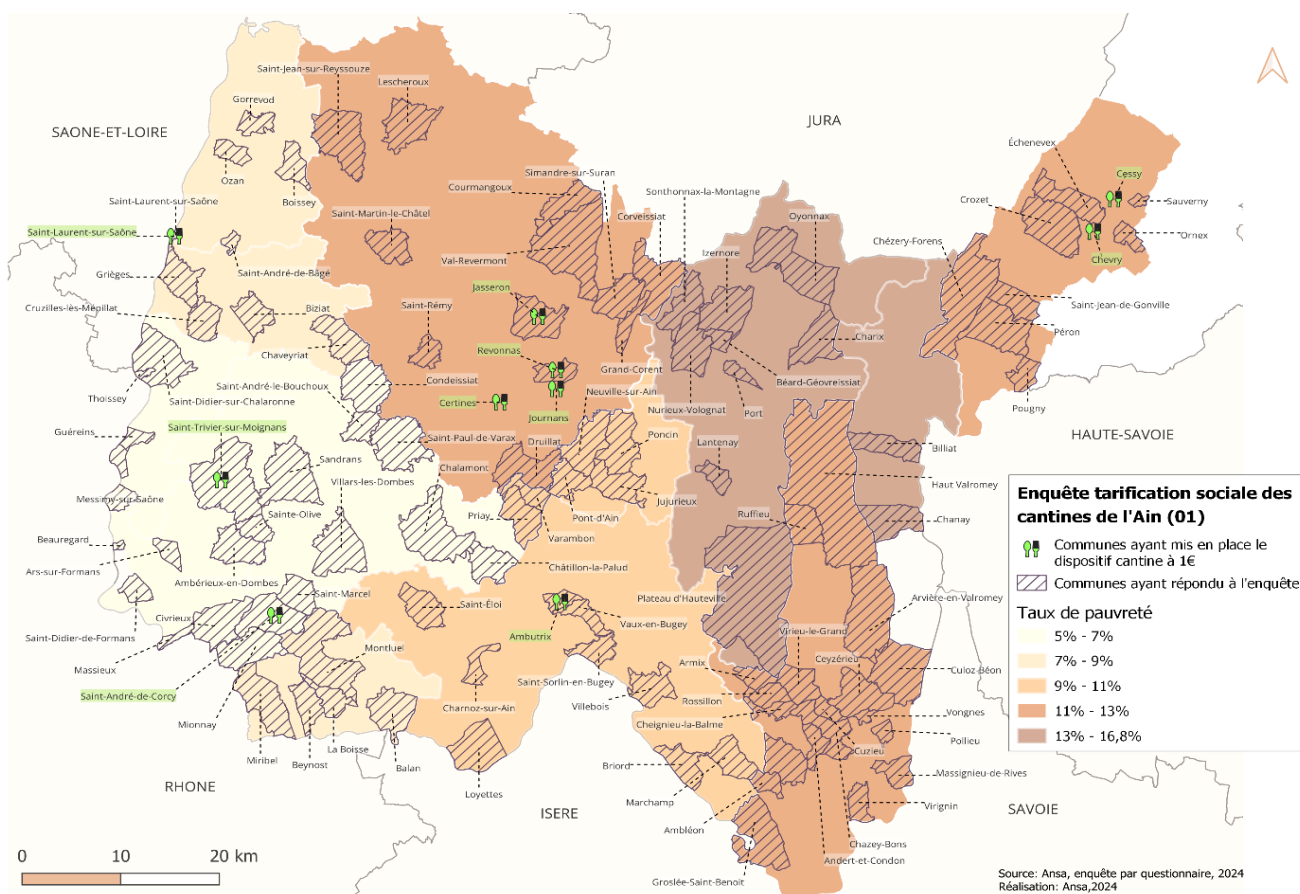 Saint-Jean-sur-Reyssouze
Lescheroux
Gorrevod
SAONE-ET-LOIRE
JURA
Échenevex
Cessy
Ozan
Boissey
Simandre-sur-Suran
Courmangoux
Sonthonnax-la-Montagne
Saint-Laurent-sur-Saône
Saint-Martin-le-Châtel
Corveissiat
Oyonnax
Crozet
Sauverny
Saint-Laurent-sur-Saône
Ornex
Chézery-Forens
Izernore
Chevry
Val-Revermont
Grièges
Saint-André-de-Bâgé
Jasseron
Saint-Jean-de-Gonville
Cruzilles-lès-Mépillat
Biziat
Saint-Rémy
Péron
Charix
Revonnas
Chaveyriat
Grand-Corent
Béard-Géovreissiat
Saint-André-le-Bouchoux
Condeissiat
Neuville-sur-Ain
Thoissey
Saint-Didier-sur-Chalaronne
Certines
Journans
Nurieux-Volognat
Port
Pougny
Guéreins
Saint-Trivier-sur-Moignans
Saint-Paul-de-Varax
Druillat
Poncin
Lantenay
HAUTE-SAVOIE
Sandrans
Chalamont
Billiat
Villars-les-Dombes
Haut Valromey
Messimy-sur-Saône
Jujurieux
Sainte-Olive
Priay
Pont-d'Ain
Ruffieu
Chanay
Beauregard
Varambon
Ars-sur-Formans
Ambérieux-en-Dombes
Châtillon-la-Palud
Saint-Marcel
Plateau d'Hauteville
Arvière-en-Valromey
Saint-Éloi
Civrieux
Vaux-en-Bugey
Saint-Didier-de-Formans
Ambutrix
Virieu-le-Grand
Montluel
Ceyzérieu
Massieux
Armix
Culoz-Béon
Saint-Sorlin-en-Bugey
Saint-André-de-Corcy
Rossillon
Villebois
Charnoz-sur-Ain
Mionnay
Cheignieu-la-Balme
Vongnes
Pollieu
La Boisse
Cuzieu
Miribel
Beynost
Balan
Briord
Massignieu-de-Rives
RHONE
Loyettes
Marchamp
ISERE
Virignin
SAVOIE
Ambléon
Chazey-Bons
Andert-et-Condon
Groslée-Saint-Benoit
Enquête tarification sociale des
cantines de l'Ain (01)
Communes ayant mis en place le
dispositif cantine à 1€
Communes ayant répondu à l'enquête
Taux de pauvreté
5% - 7%
7% - 9%
9% - 11%
11% - 13%
13% - 16,8%
0 10 20 km
Source: Ansa, enquête par questionnaire, 2024
Réalisation: Ansa,2024